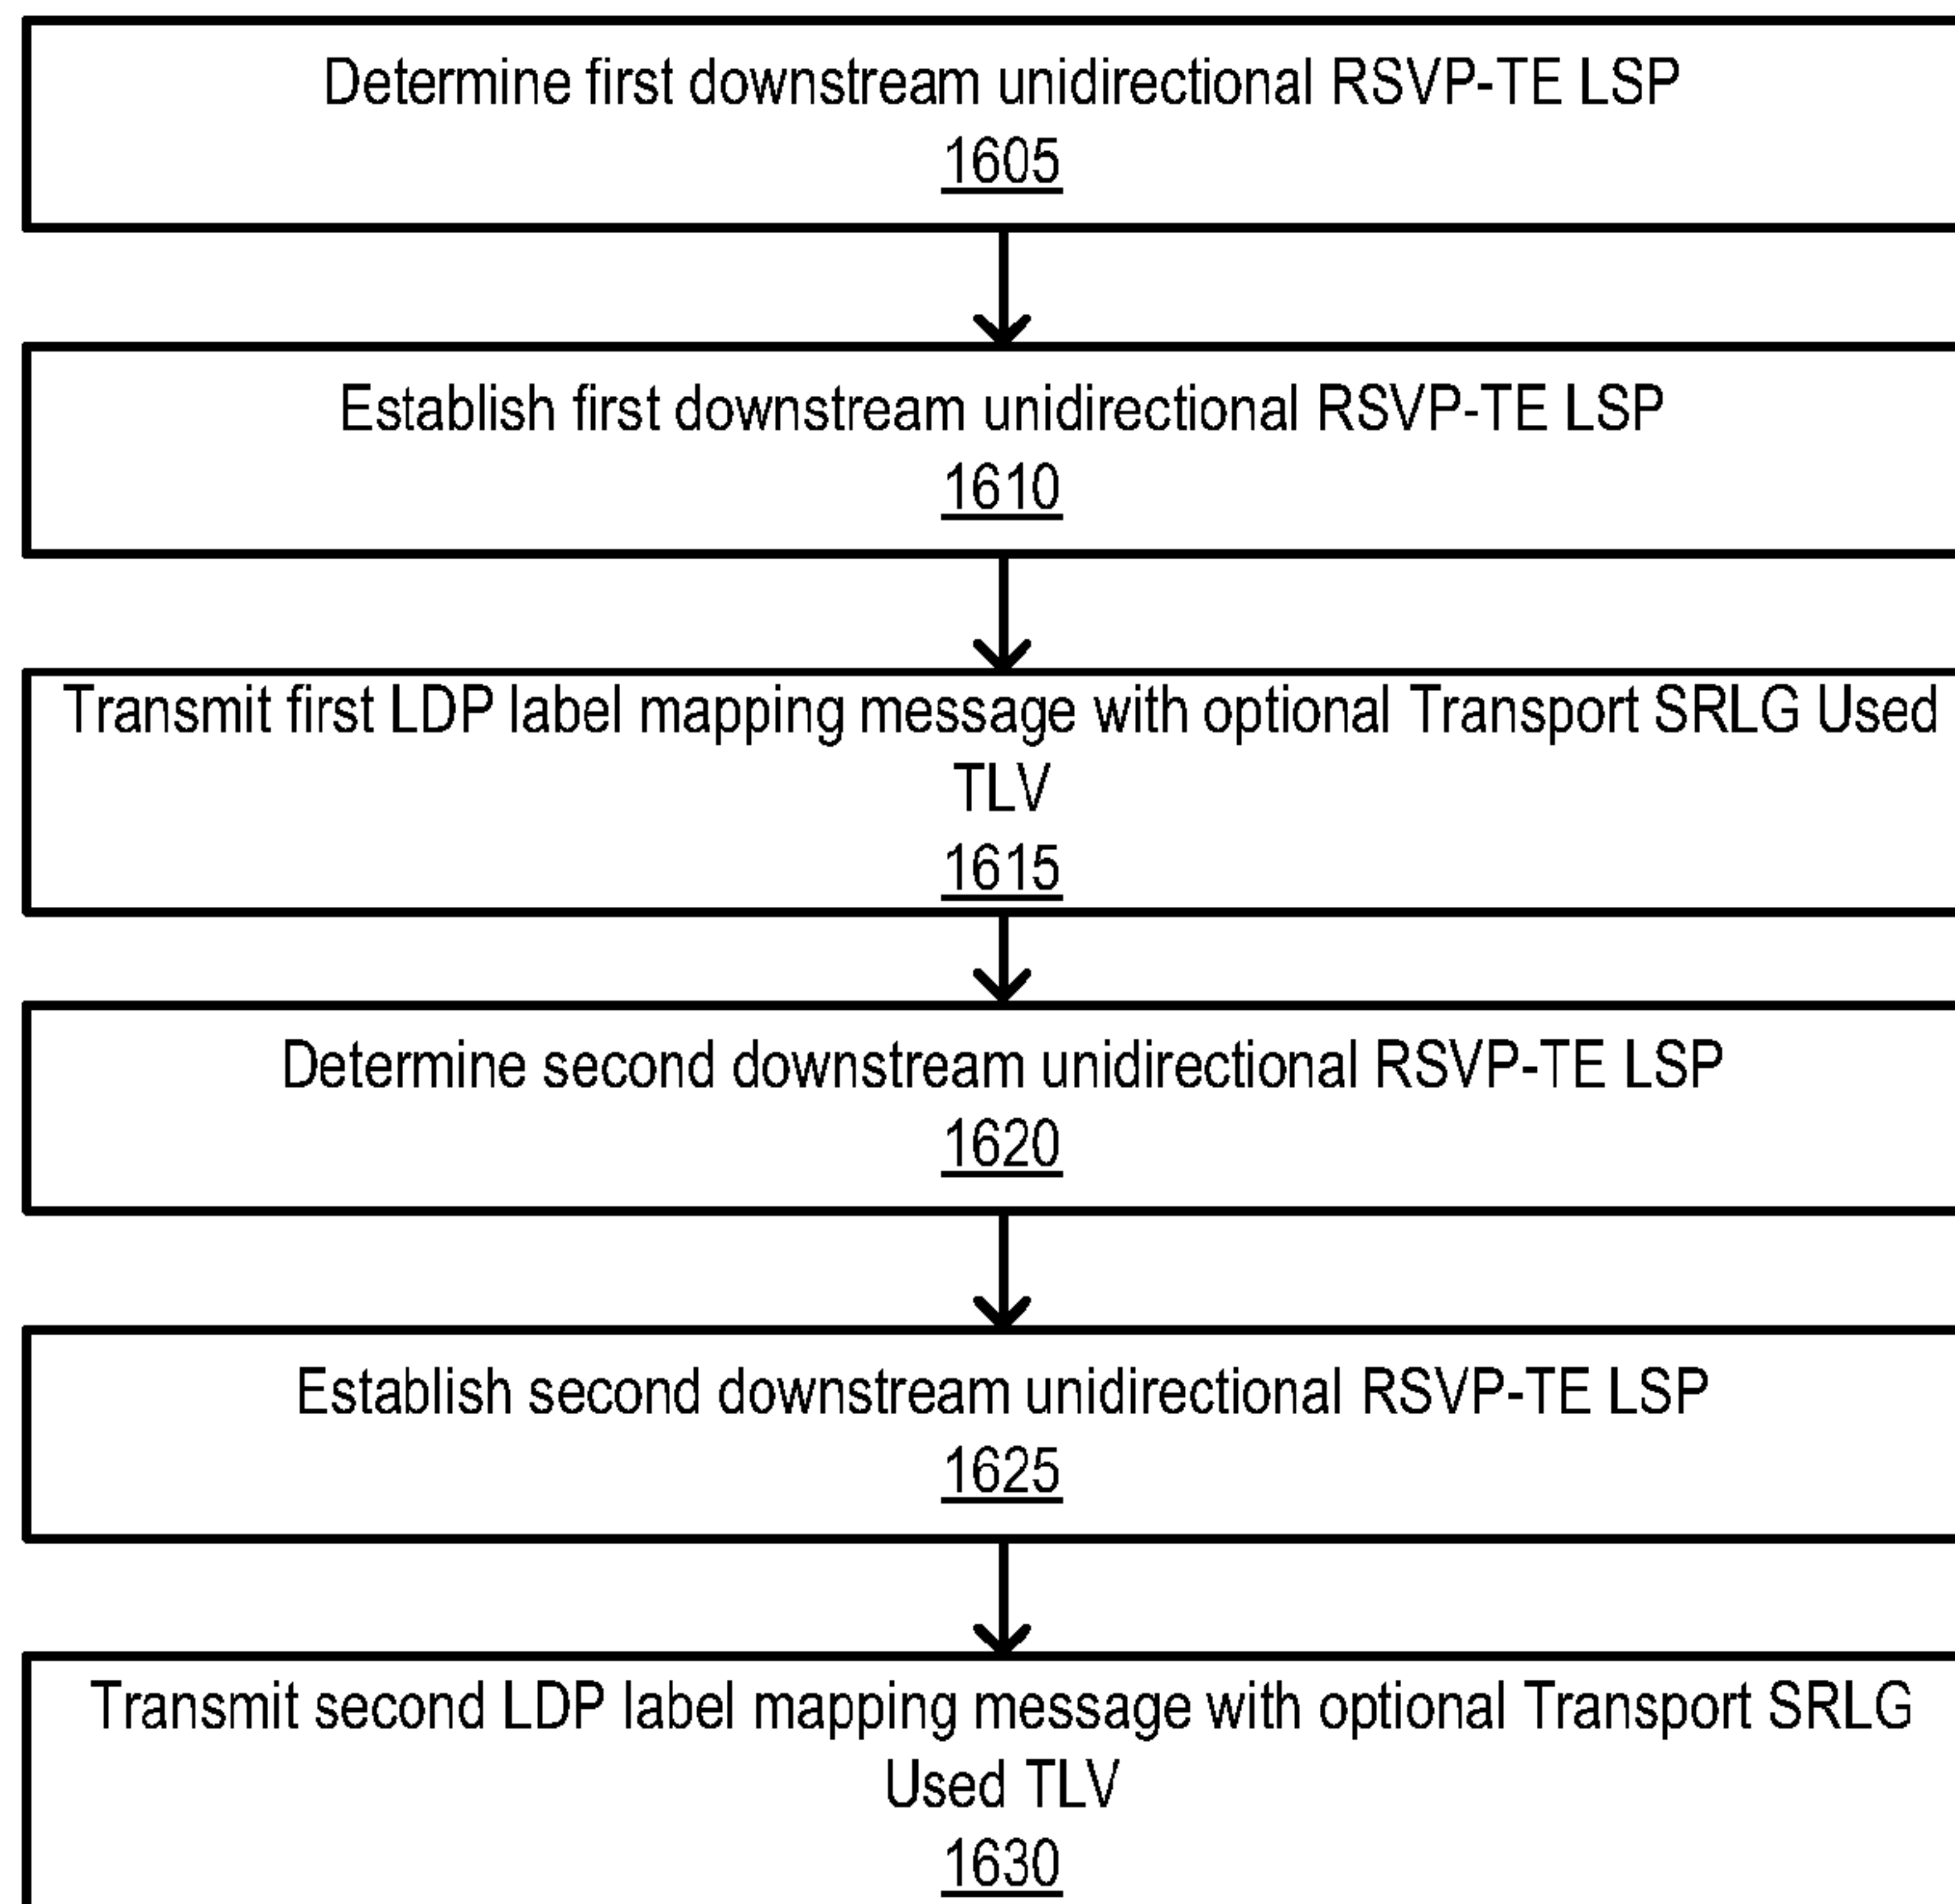 Determine first downstream unidirectional RSVP-TE LSP
1605
Establish first downstream unidirectional RSVP-TE LSP
1610
Transmit first LDP label mapping message with optional Transport SRLG Used
TLV
1615
Determine second downstream unidirectional RSVP-TE LSP
1620
Establish second downstream unidirectional RSVP-TE LSP
1625
Transmit second LDP label mapping message with optional Transport SRLG
Used TLV
1630